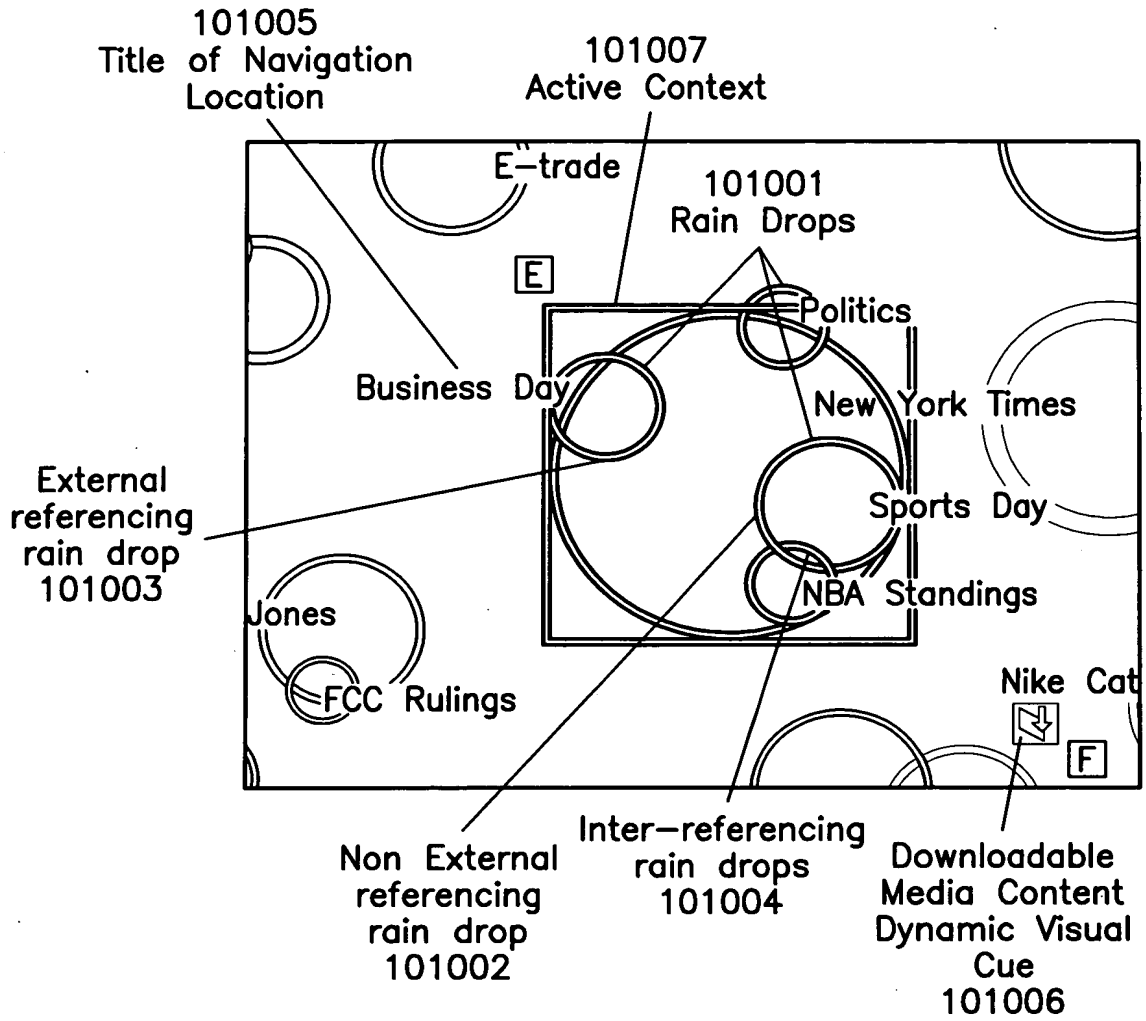 101005
Title of Navigation
Location
101007
Active Context
E-trade
101001
Rain Drops
E
Politics
Business Day
New York Times
External
referencing
rain drop
101003
Sports Day
NBA Standings
Jones
FCC Rulings
Nike Cat
F
Non External
referencing
rain drop
101002
Inter-referencing
rain drops
101004
Downloadable
Media Content
Dynamic Visual
Cue
101006